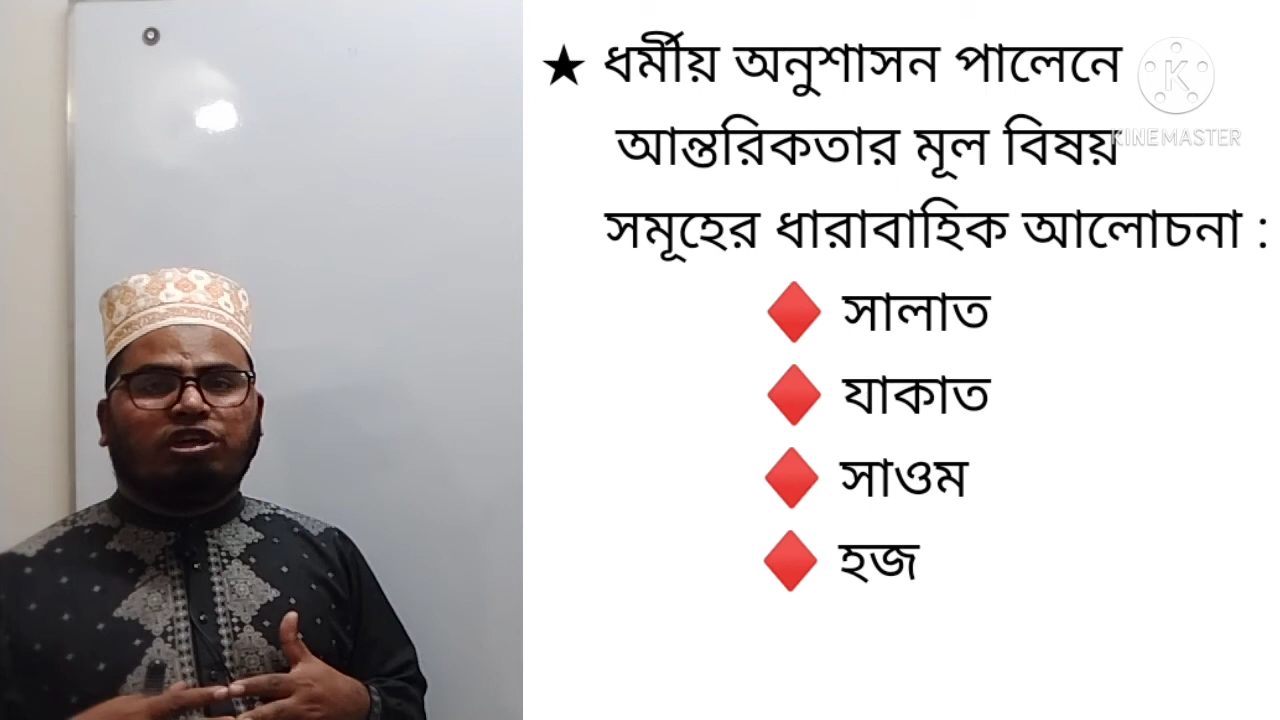 ★ ধর্মীয় অনুশাসন পালেনে
আন্তরিকতার মূল বিষয়
সমূহের ধারাবাহিক আলোচনা :
♦ সালাত
♦ যাকাত
♦ সাওম
♦ হজ
K
KINEMASTER